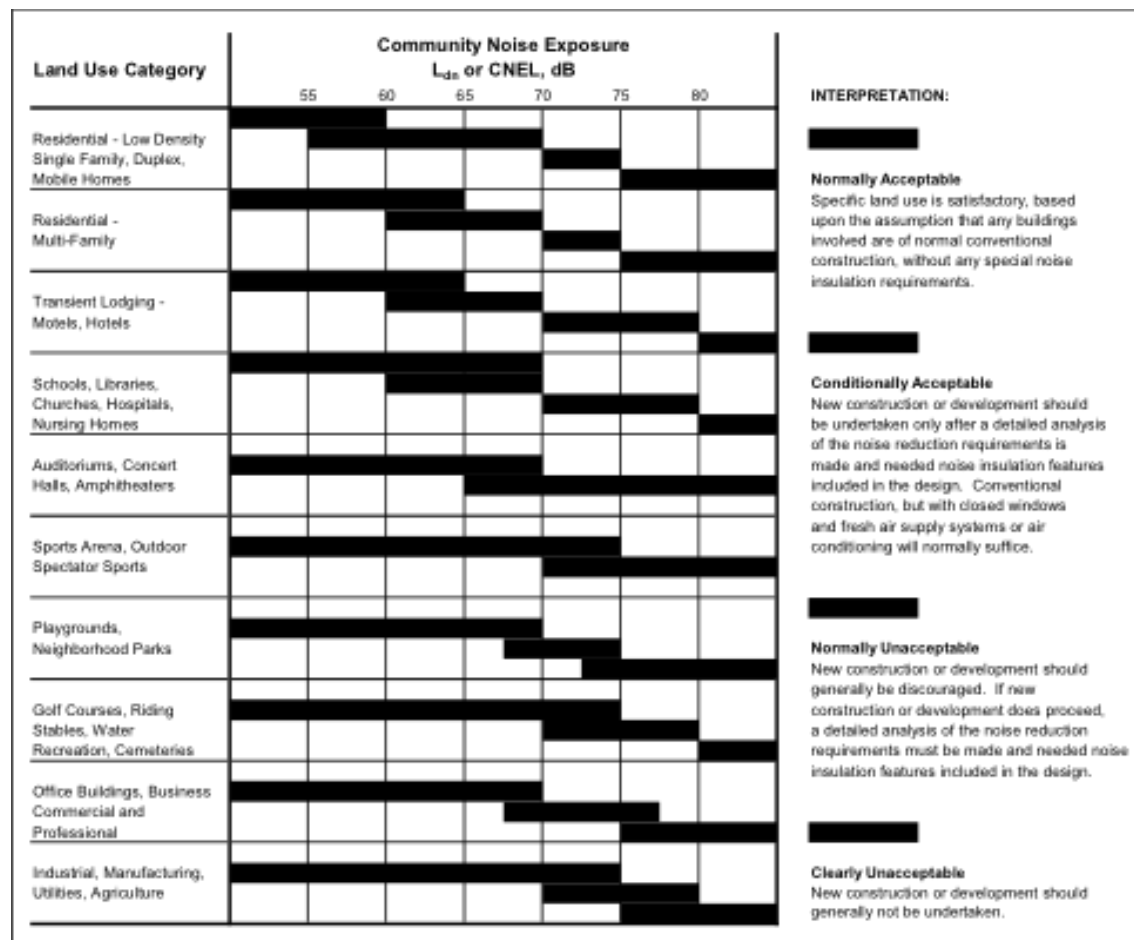 Land Use Category
Community Noise Exposure
Ldn or CNEL, dB
55 60 65 70 75 80
Residential - Low Density
Single Family, Duplex,
Mobile Homes
Residential -
Multi-Family
Transient Lodging -
Motels, Hotels
Schools, Libraries,
Churches, Hospitals,
Nursing Homes
Auditoriums, Concert
Halls, Amphitheaters
Sports Arena, Outdoor
Spectator Sports
Playgrounds,
Neighborhood Parks
Golf Courses, Riding
Stables, Water
Recreation, Cemeteries
Office Buildings, Business
Commercial and
Professional
Industrial, Manufacturing,
Utilities, Agriculture
INTERPRETATION:
Normally Acceptable
Specific land use is satisfactory, based
upon the assumption that any buildings
involved are of normal conventional
construction, without any special noise
insulation requirements.
Conditionally Acceptable
New construction or development should
be undertaken only after a detailed analysis
of the noise reduction requirements is
made and needed noise insulation features
included in the design. Conventional
construction, but with closed windows
and fresh air supply systems or air
conditioning will normally suffice.
Normally Unacceptable
New construction or development should
generally be discouraged. If new
construction or development does proceed,
a detailed analysis of the noise reduction
requirements must be made and needed noise
insulation features included in the design.
Clearly Unacceptable
New construction or development should
generally not be undertaken.